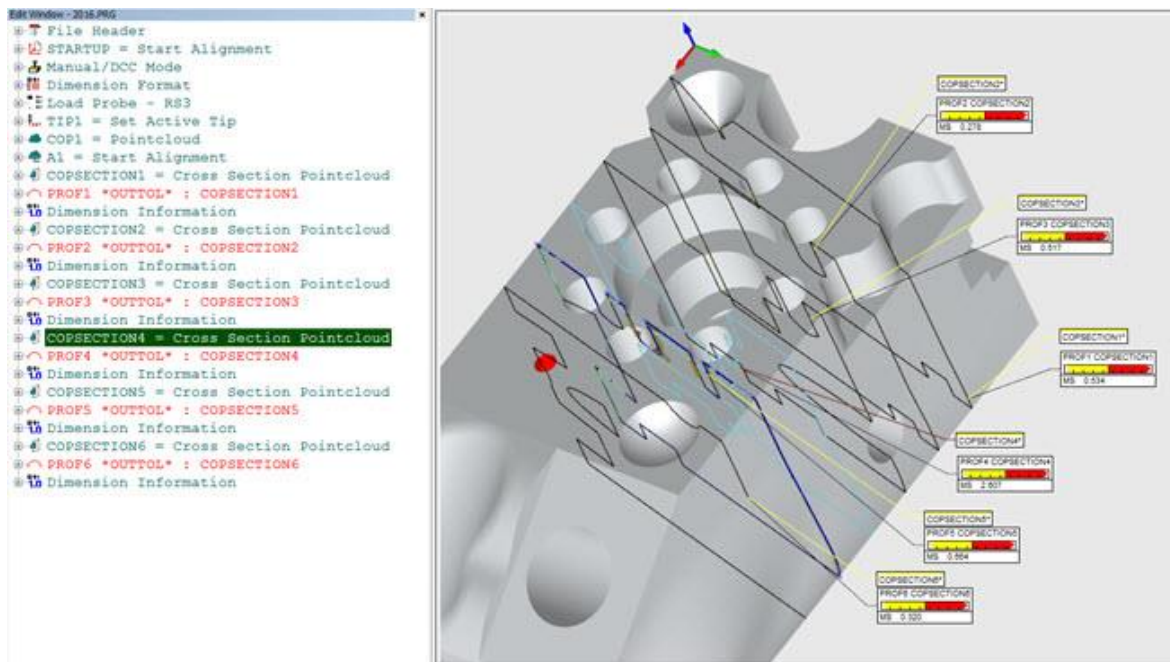 Edit Window - 2016.PRG
File Header
STARTUP = Start Alignment
Manual/DCC Mode
Dimension Format
Load Probe - RS3
TIP1 = Set Active Tip
COP1 = Pointcloud
A1 = Start Alignment
COPSECTION1 = Cross Section Pointcloud
PROF1 *OUTTOL* : COPSECTION1
Dimension Information
COPSECTION2 = Cross Section Pointcloud
PROF2 *OUTTOL* : COPSECTION2
Dimension Information
COPSECTION3 = Cross Section Pointcloud
PROF3 *OUTTOL* : COPSECTION3
Dimension Information
COPSECTION4 = Cross Section Pointcloud
PROF4 *OUTTOL* : COPSECTION4
Dimension Information
COPSECTION5 = Cross Section Pointcloud
PROF5 *OUTTOL* : COPSECTION5
Dimension Information
COPSECTION6 = Cross Section Pointcloud
PROF6 *OUTTOL* : COPSECTION6
Dimension Information
COPSECTION2*
PROF2 COPSECTION2
MS 0.278
COPSECTION3*
PROF3 COPSECTION3
MS 0.517
COPSECTION1*
PROF1 COPSECTION1
MS 0.534
COPSECTION4*
PROF4 COPSECTION4
MS 2.607
COPSECTION5*
PROF5 COPSECTION5
MS 0.664
COPSECTION6*
PROF6 COPSECTION6
MS 0.320